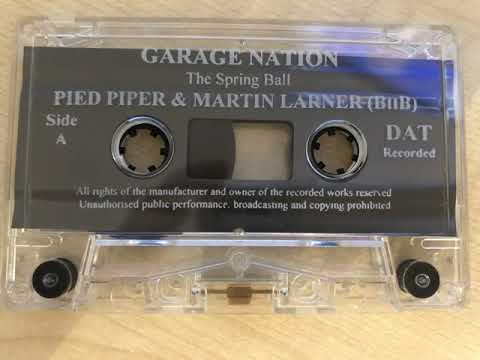 GARAGE NATION
The Spring Ball
PIED PIPER & MARTIN LARNER (BIIB)
Side
A
DAT
Recorded
All rights of the manufacturer and owner of the recorded works reserved
Unauthorised public performance. broadcasting and copying prohibited